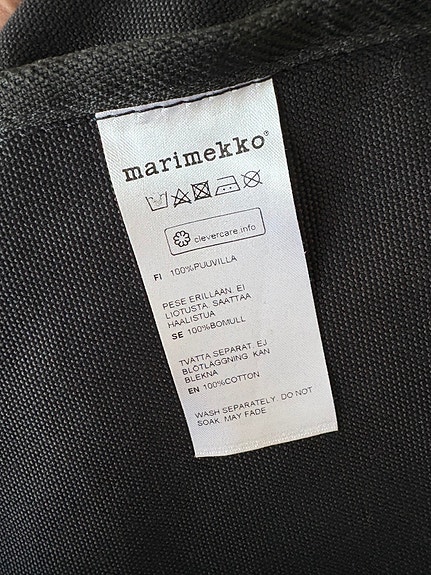 marimekko®
clevercare.info
FI 100%PUUVILLA
PESE ERILLÄÄN. EI
LIOTUSTA. SAATTAA
HAALISTUA
SE 100%BOMULL
TVÄTTA SEPARAT. EJ
BLÖTLÄGGNING. KAN
BLEKNA
EN 100%COTTON
WASH SEPARATELY. DO NOT
SOAK. MAY FADE